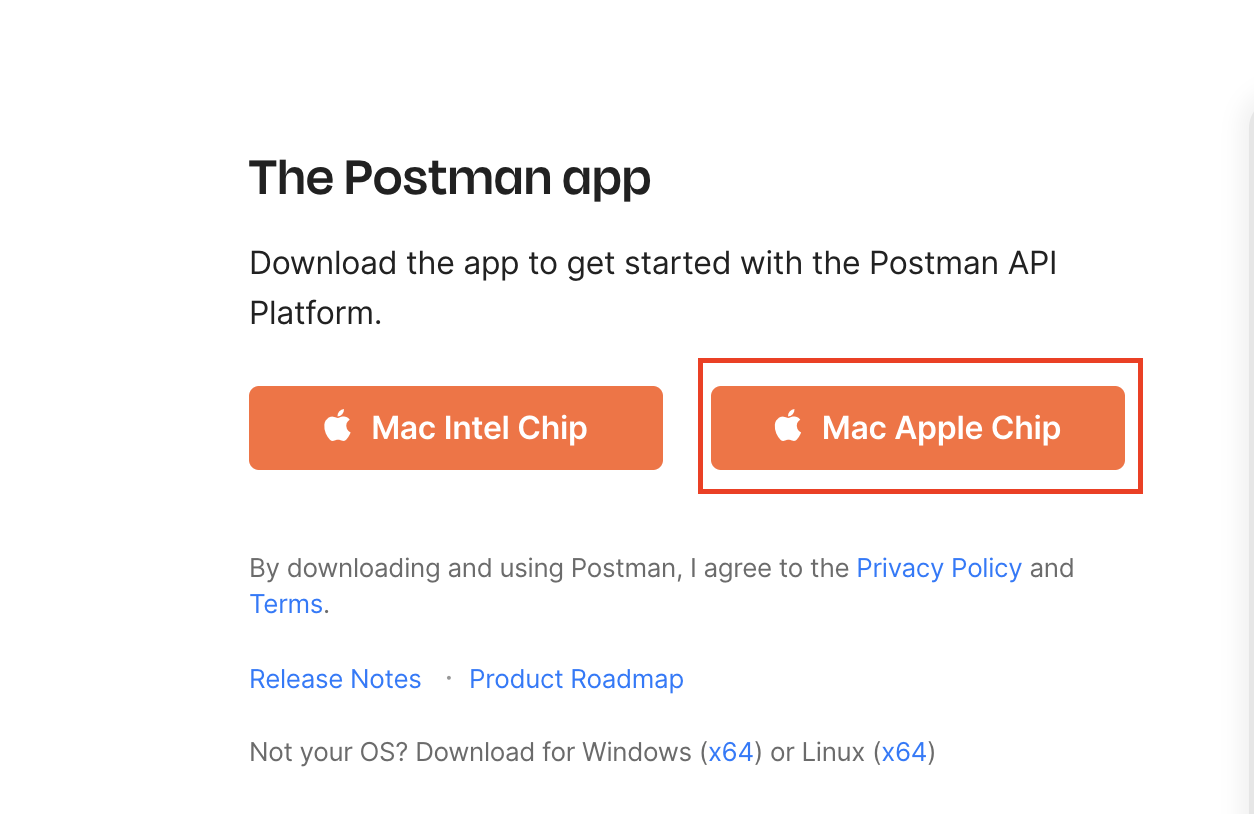 The Postman app
Download the app to get started with the Postman API
Platform.
Mac Intel Chip
Mac Apple Chip
By downloading and using Postman, I agree to the Privacy Policy and
Terms.
Release Notes · Product Roadmap
Not your OS? Download for Windows (x64) or Linux (x64)